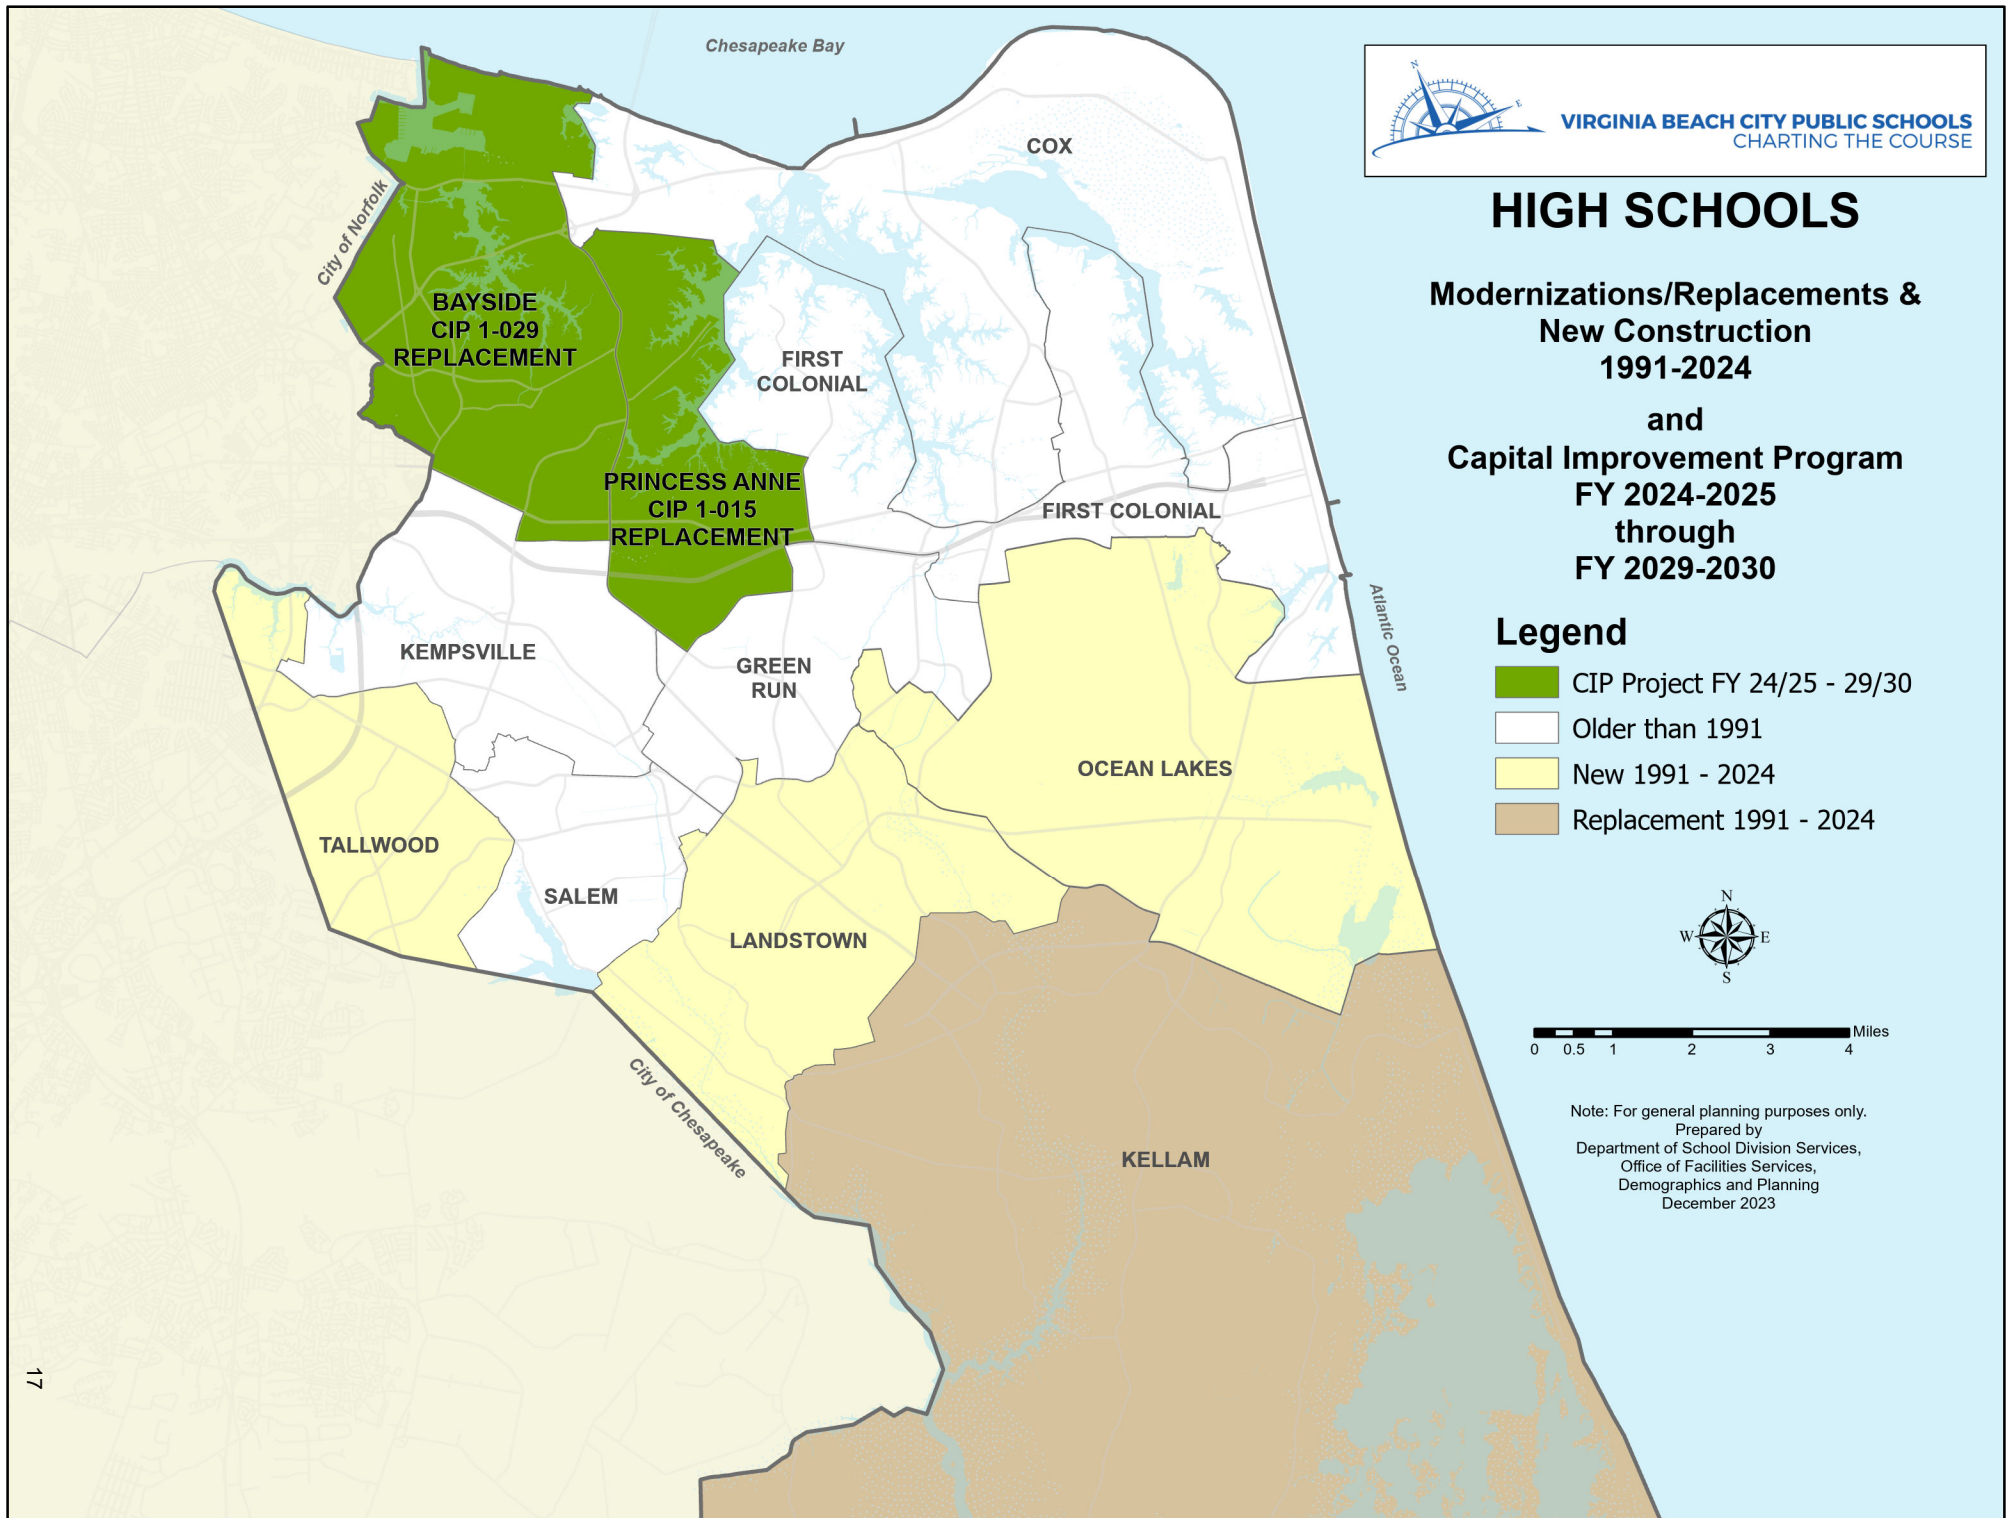 Chesapeake Bay
COX
City of Norfolk
BAYSIDE
CIP 1-029
REPLACEMENT
FIRST
COLONIAL
PRINCESS ANNE
CIP 1-015
REPLACEMENT
FIRST COLONIAL
KEMPSVILLE
GREEN
RUN
Atlantic Ocean
OCEAN LAKES
TALLWOOD
SALEM
LANDSTOWN
City of Chesapeake
KELLAM
17
N
E
VIRGINIA BEACH CITY PUBLIC SCHOOLS
CHARTING THE COURSE
HIGH SCHOOLS
Modernizations/Replacements &
New Construction
1991-2024
and
Capital Improvement Program
FY 2024-2025
through
FY 2029-2030
Legend
CIP Project FY 24/25 - 29/30
Older than 1991
New 1991 - 2024
Replacement 1991 - 2024
N
W E
S
Miles
0 0.5 1 2 3 4
Note: For general planning purposes only.
Prepared by
Department of School Division Services,
Office of Facilities Services,
Demographics and Planning
December 2023